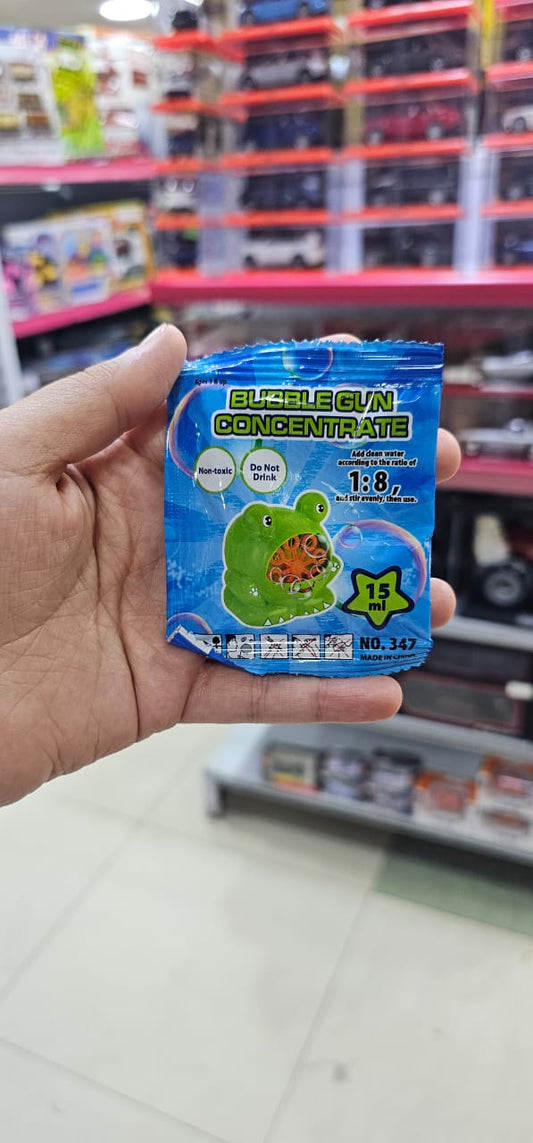 BUBBLE GUN
CONCENTRATE
Non-toxic
Do Not
Drink
Add clean water
according to the ratio of
1:8,
and stir evenly, then use.
15
ml
NO. 347
MADE IN CHINA